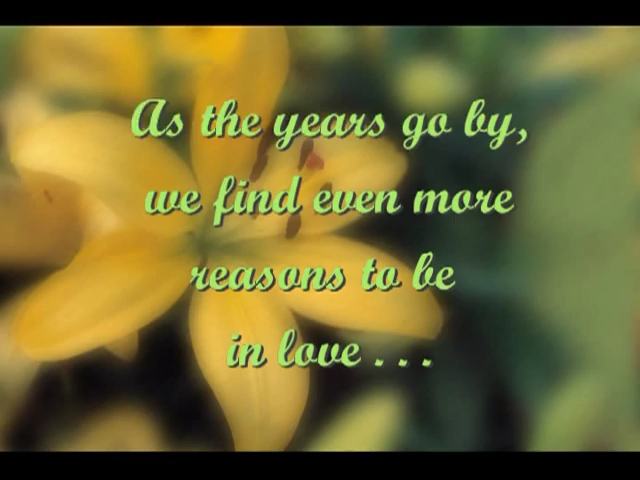 As the years go by,
we find even more
reasons to be
in love . . .